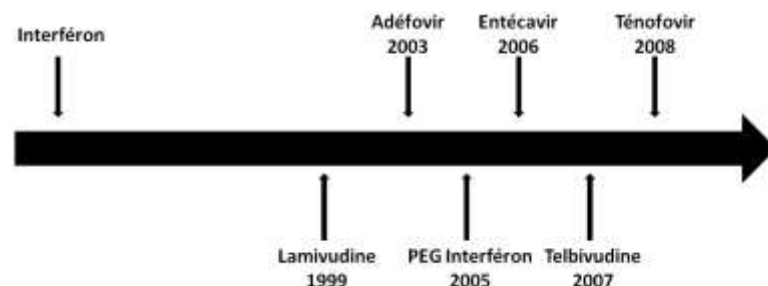 Interféron
Adéfovir
2003
Entécavir
2006
Ténofovir
2008
Lamivudine
1999
PEG Interféron
2005
Telbivudine
2007